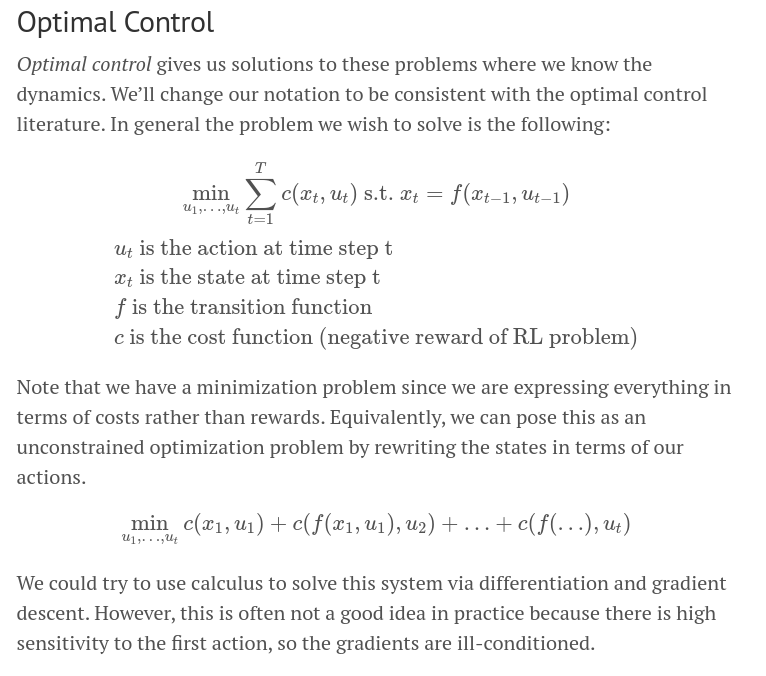 Optimal Control
Optimal control gives us solutions to these problems where we know the
dynamics. We’ll change our notation to be consistent with the optimal control
literature. In general the problem we wish to solve is the following:
min_{u_1,...,u_t} \sum_{t=1}^{T} c(x_t, u_t) s.t. x_t = f(x_{t−1}, u_{t−1})
u_t is the action at time step t
x_t is the state at time step t
f is the transition function
c is the cost function (negative reward of RL problem)
Note that we have a minimization problem since we are expressing everything in
terms of costs rather than rewards. Equivalently, we can pose this as an
unconstrained optimization problem by rewriting the states in terms of our
actions.
min_{u_1,...,u_t} c(x_1, u_1) + c(f(x_1, u_1), u_2) + ... + c(f(...), u_t)
We could try to use calculus to solve this system via differentiation and gradient
descent. However, this is often not a good idea in practice because there is high
sensitivity to the first action, so the gradients are ill-conditioned.